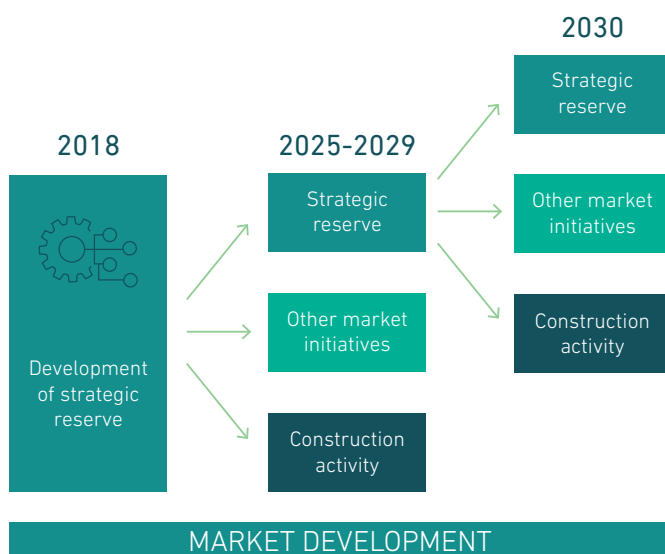 2018
Development
of strategic
reserve
2025-2029
Strategic
reserve
Other market
initiatives
Construction
activity
2030
Strategic
reserve
Other market
initiatives
Construction
activity
MARKET DEVELOPMENT